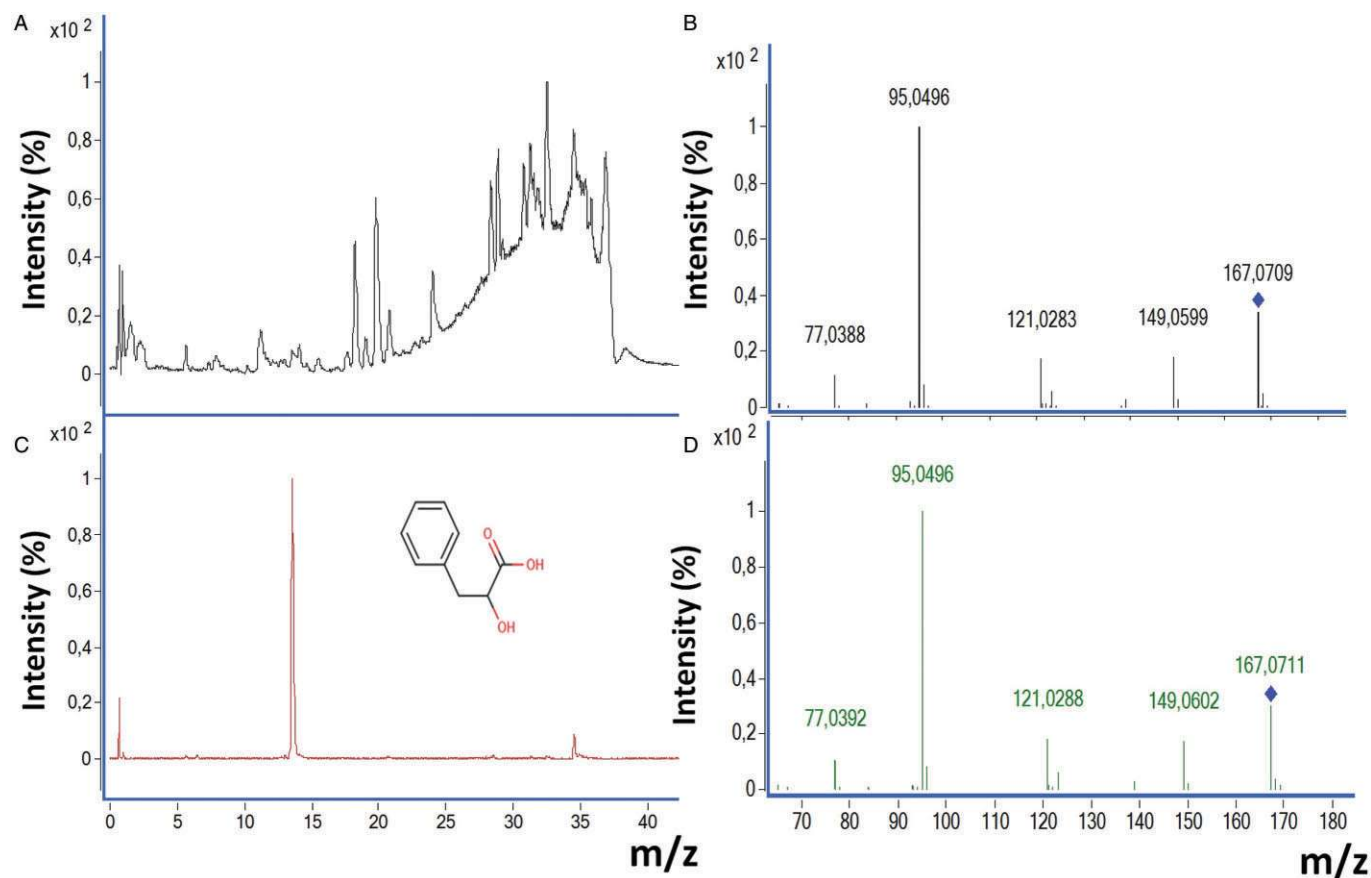 A
x10 2
Intensity (%)
1
0,8
0,6
0,4
0,2
0
B
x10 2
Intensity (%)
1
0,8
0,6
0,4
0,2
0
95,0496
77,0388
121,0283
149,0599
167,0709
C
x10 2
Intensity (%)
1
0,8
0,6
0,4
0,2
0
O
OH
OH
0 5 10 15 20 25 30 35 40
m/z
D
x10 2
Intensity (%)
1
0,8
0,6
0,4
0,2
0
95,0496
77,0392
121,0288
149,0602
167,0711
70 80 90 100 110 120 130 140 150 160 170 180
m/z